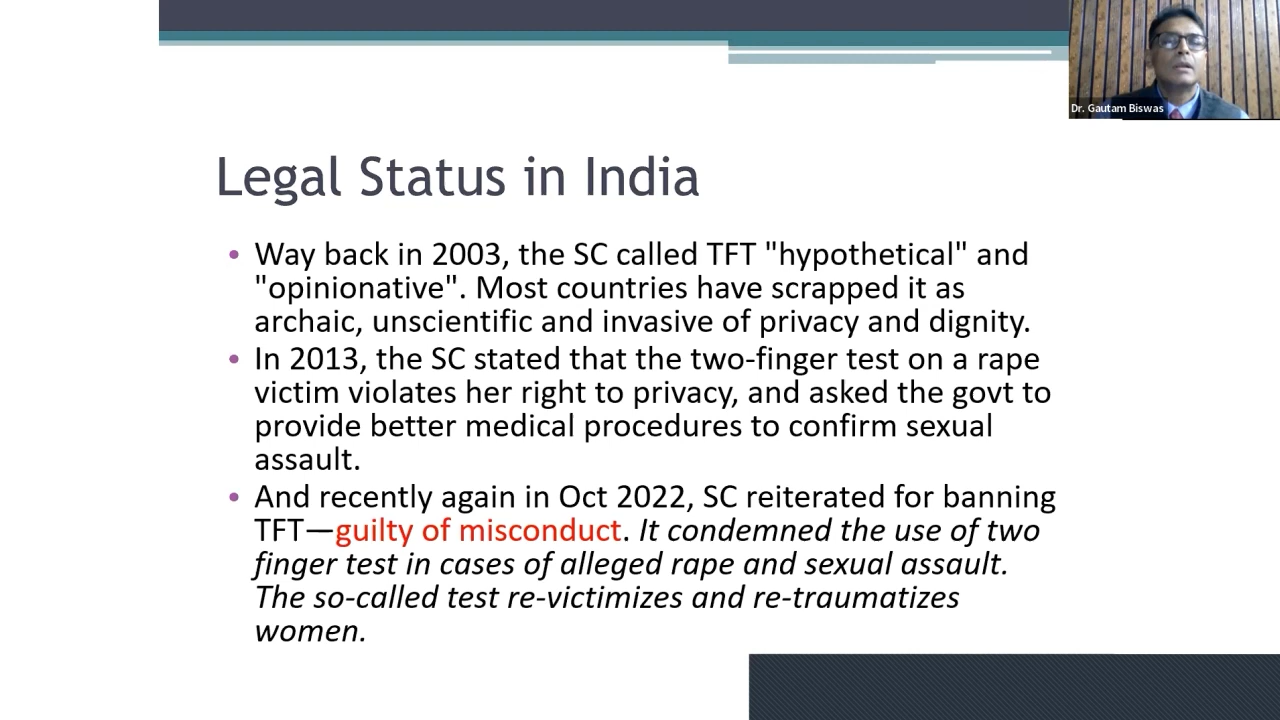 Dr. Gautam Biswas
Legal Status in India
• Way back in 2003, the SC called TFT "hypothetical" and
"opinionative". Most countries have scrapped it as
archaic, unscientific and invasive of privacy and dignity.
• In 2013, the SC stated that the two-finger test on a rape
victim violates her right to privacy, and asked the govt to
provide better medical procedures to confirm sexual
assault.
• And recently again in Oct 2022, SC reiterated for banning
TFT—guilty of misconduct. It condemned the use of two
finger test in cases of alleged rape and sexual assault.
The so-called test re-victimizes and re-traumatizes
women.